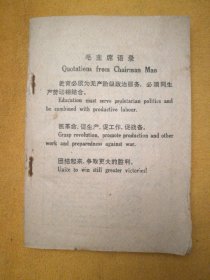 毛主席语录
Quotations from Chairman Mao
教育必须为无产阶级政治服务，必须同生
产劳动相结合。
Education must serve proletarian politics and
be combined with productive labour.
抓革命，促生产，促工作，促战备。
Grasp revolution, promote production and other
work and preparedness against war.
团结起来，争取更大的胜利。
Unite to win still greater victories!